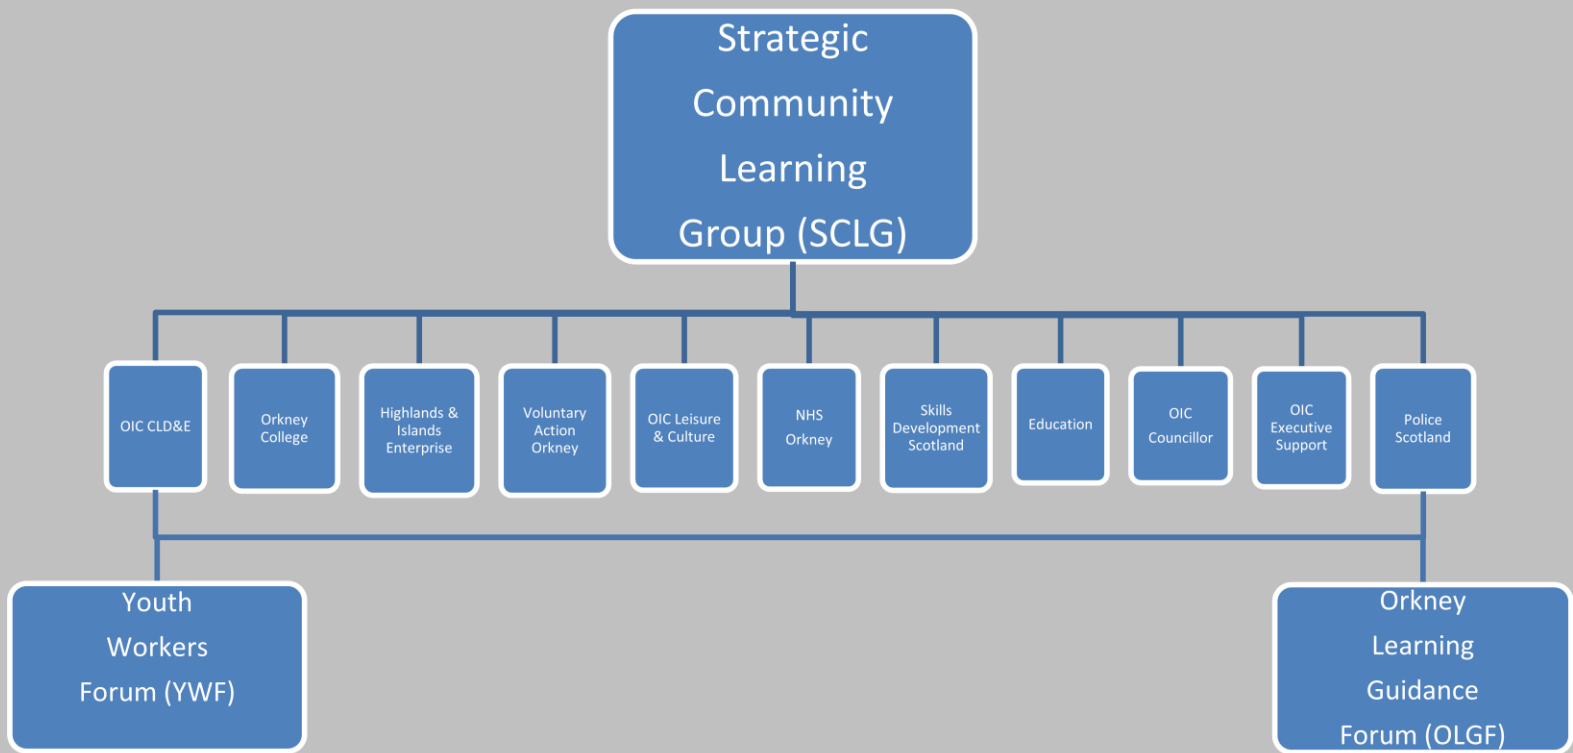 Strategic
Community
Learning
Group (SCLG)
OIC CLD&E
Orkney
College
Highlands &
Islands
Enterprise
Voluntary
Action
Orkney
OIC Leisure
& Culture
NHS
Orkney
Skills
Development
Scotland
Education
OIC
Councillor
OIC
Executive
Support
Police
Scotland
Youth
Workers
Forum (YWF)
Orkney
Learning
Guidance
Forum (OLGF)